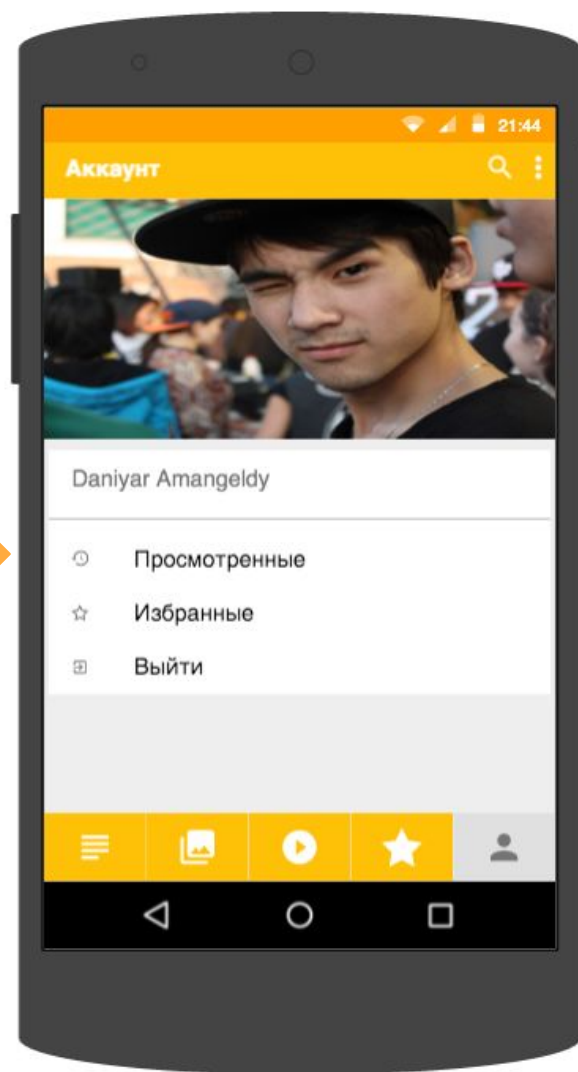 21:44
Аккаунт
Daniyar Amangeldy
Просмотренные
Избранные
Выйти